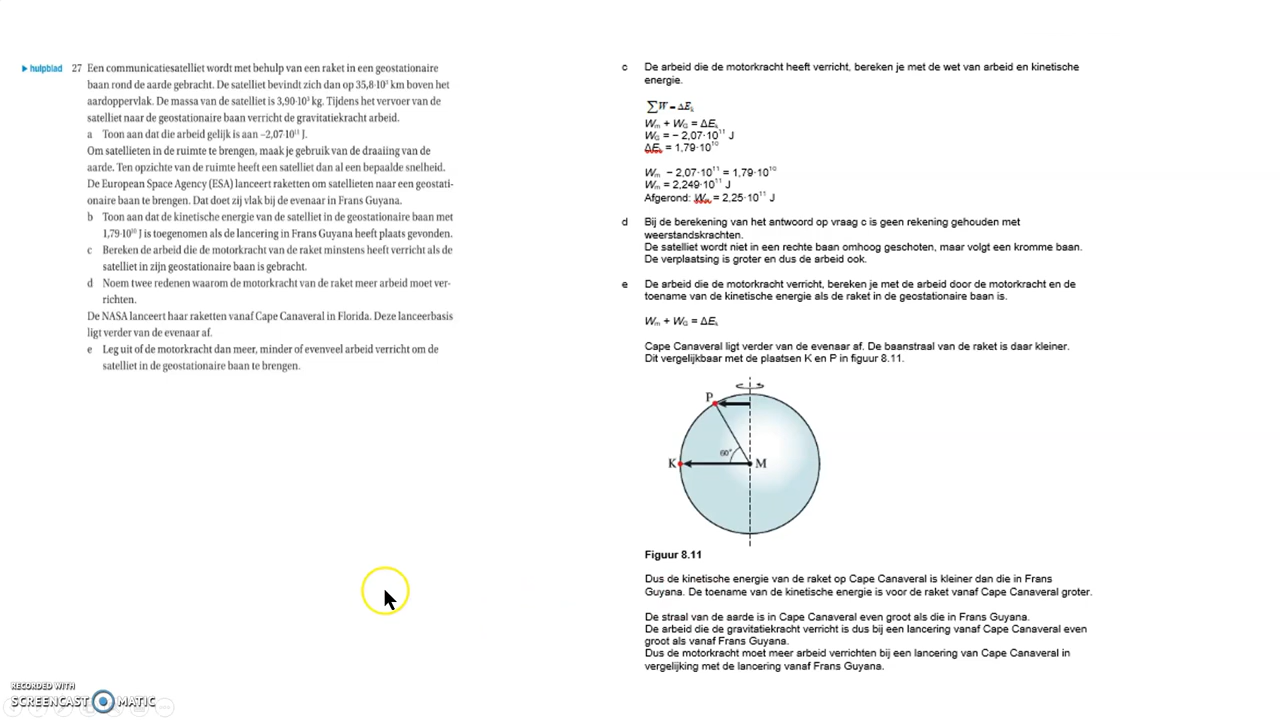 ▶ hulpblad 27 Een communicatiesatelliet wordt met behulp van een raket in een geostationaire
baan rond de aarde gebracht. De satelliet bevindt zich dan op 35,8·10³ km boven het
aardoppervlak. De massa van de satelliet is 3,90·10³ kg. Tijdens het vervoer van de
satelliet naar de geostationaire baan verricht de gravitatiekracht arbeid.
a Toon aan dat die arbeid gelijk is aan −2,07·10¹¹ J.
Om satellieten in de ruimte te brengen, maak je gebruik van de draaiing van de
aarde. Ten opzichte van de ruimte heeft een satelliet dan al een bepaalde snelheid.
De European Space Agency (ESA) lanceert raketten om satellieten naar een geostati-
onaire baan te brengen. Dat doet zij vlak bij de evenaar in Frans Guyana.
b Toon aan dat de kinetische energie van de satelliet in de geostationaire baan met
1,79·10¹⁰ J is toegenomen als de lancering in Frans Guyana heeft plaats gevonden.
c Bereken de arbeid die de motorkracht van de raket minstens heeft verricht als de
satelliet in zijn geostationaire baan is gebracht.
d Noem twee redenen waarom de motorkracht van de raket meer arbeid moet ver-
richten.
De NASA lanceert haar raketten vanaf Cape Canaveral in Florida. Deze lanceerbasis
ligt verder van de evenaar af.
e Leg uit of de motorkracht dan meer, minder of evenveel arbeid verricht om de
satelliet in de geostationaire baan te brengen.
c De arbeid die de motorkracht heeft verricht, bereken je met de wet van arbeid en kinetische
energie.
∑W = ΔEₖ
Wₘ + W_G = ΔEₖ
W_G = − 2,07·10¹¹ J
ΔEₖ = 1,79·10¹⁰
Wₘ − 2,07·10¹¹ = 1,79·10¹⁰
Wₘ = 2,249·10¹¹ J
Afgerond: Wₘ = 2,25·10¹¹ J
d Bij de berekening van het antwoord op vraag c is geen rekening gehouden met
weerstandskrachten.
De satelliet wordt niet in een rechte baan omhoog geschoten, maar volgt een kromme baan.
De verplaatsing is groter en dus de arbeid ook.
e De arbeid die de motorkracht verricht, bereken je met de arbeid door de motorkracht en de
toename van de kinetische energie als de raket in de geostationaire baan is.
Wₘ + W_G = ΔEₖ
Cape Canaveral ligt verder van de evenaar af. De baanstraal van de raket is daar kleiner.
Dit vergelijkbaar met de plaatsen K en P in figuur 8.11.
P
60°
K
M
Figuur 8.11
Dus de kinetische energie van de raket op Cape Canaveral is kleiner dan die in Frans
Guyana. De toename van de kinetische energie is voor de raket vanaf Cape Canaveral groter.
De straal van de aarde is in Cape Canaveral even groot als die in Frans Guyana.
De arbeid die de gravitatiekracht verricht is dus bij een lancering vanaf Cape Canaveral even
groot als vanaf Frans Guyana.
Dus de motorkracht moet meer arbeid verrichten bij een lancering van Cape Canaveral in
vergelijking met de lancering vanaf Frans Guyana.
RECORDED WITH
SCREENCAST MATIC